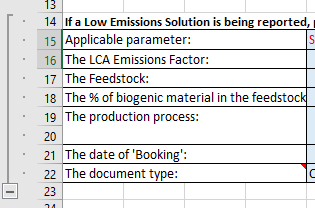 13
14 If a Low Emissions Solution is being reported,
15 Applicable parameter: S
16 The LCA Emissions Factor:
17 The Feedstock:
18 The % of biogenic material in the feedstock
19 The production process:
20
21 The date of 'Booking':
22 The document type:
23